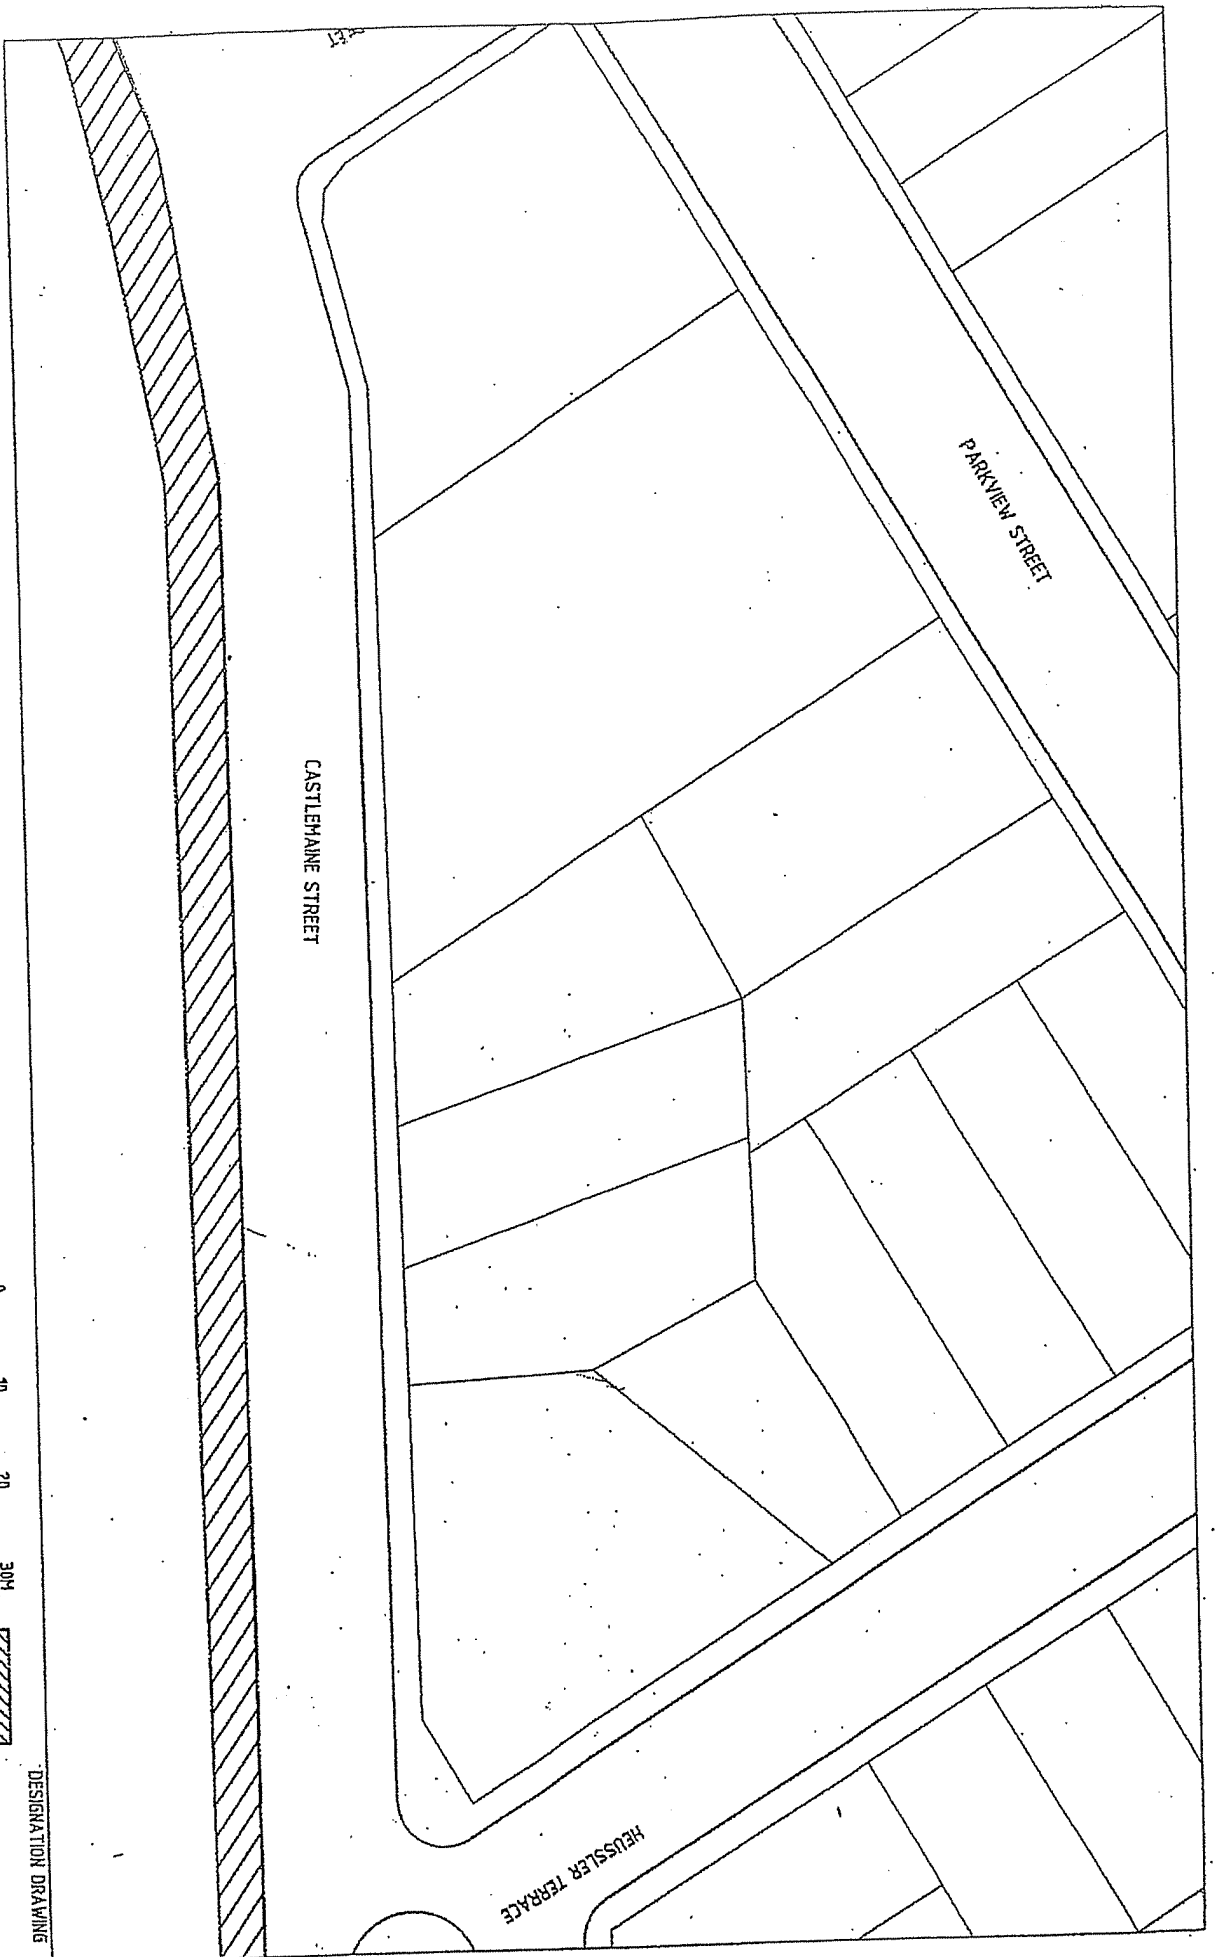 PARKVIEW STREET
CASTLEMAINE STREET
HEUSSLER TERRACE
0 10 20 30M
DESIGNATION DRAWING